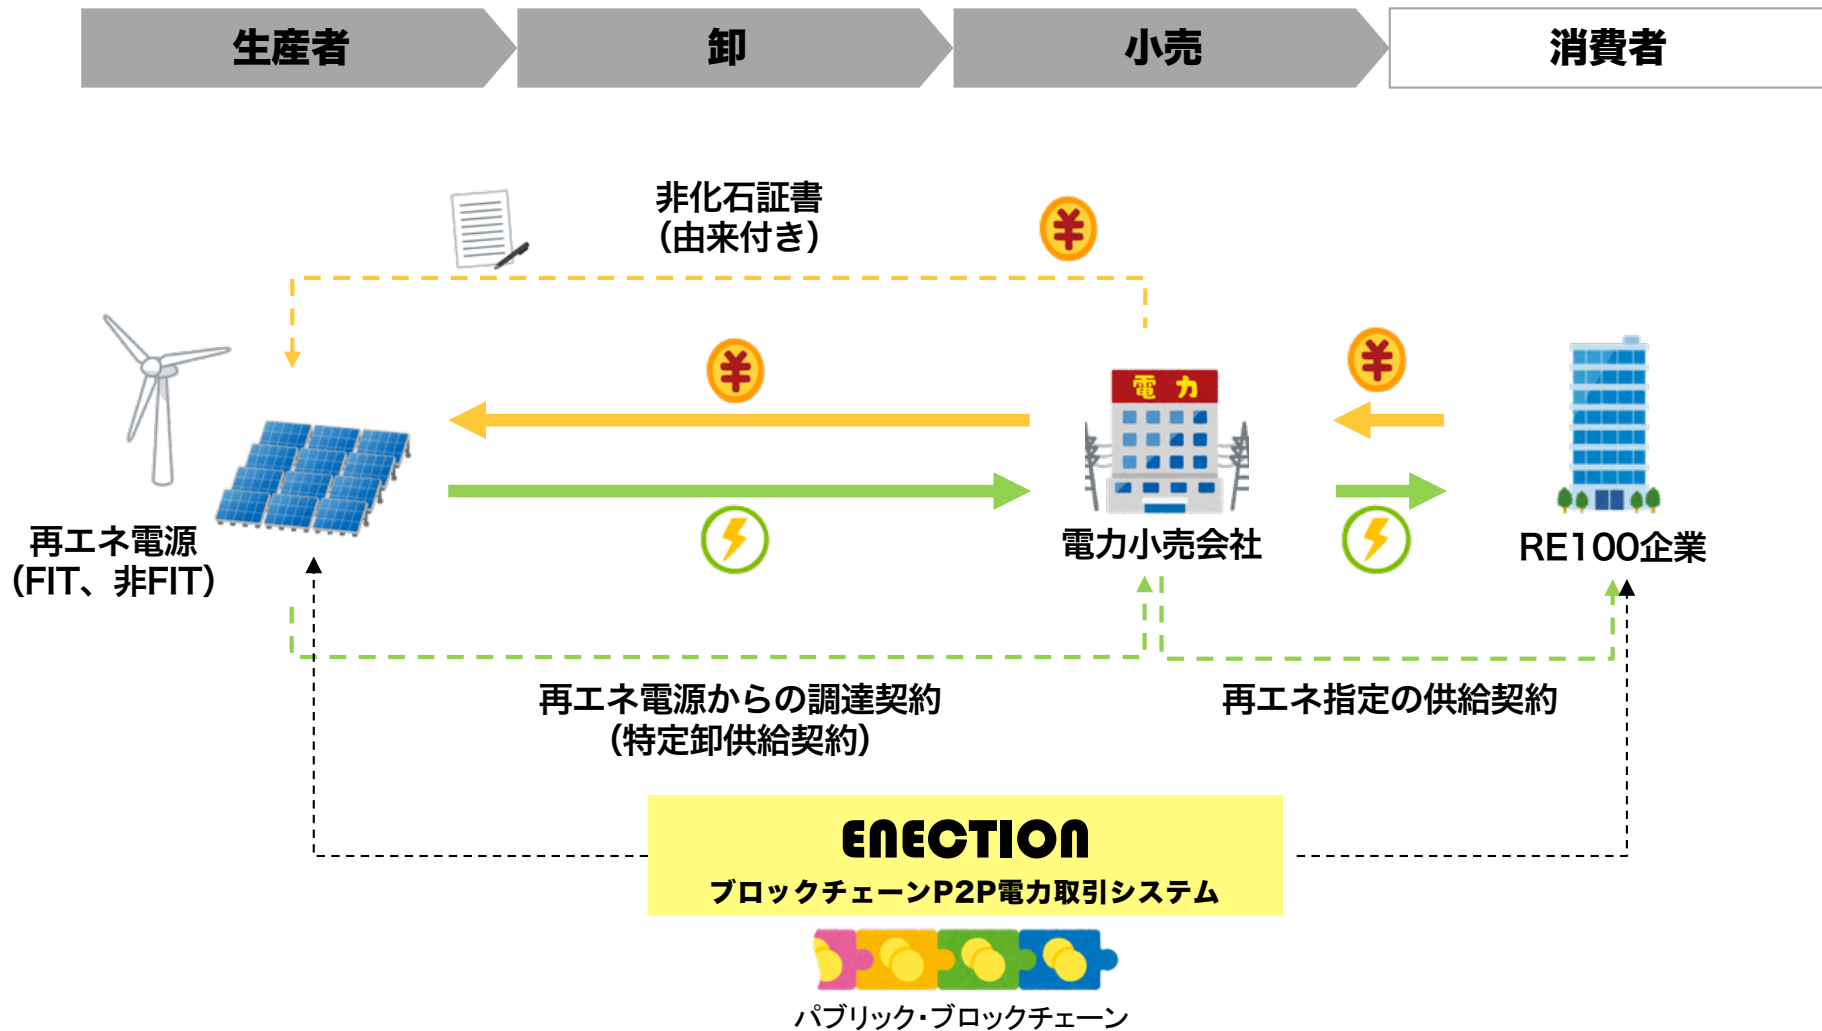 生産者
卸
小売
消費者
非化石証書
（由来付き）
¥
¥
¥
電力
再エネ電源
（FIT、非FIT）
電力小売会社
RE100企業
再エネ電源からの調達契約
（特定卸供給契約）
再エネ指定の供給契約
ENECTION
ブロックチェーンP2P電力取引システム
パブリック・ブロックチェーン